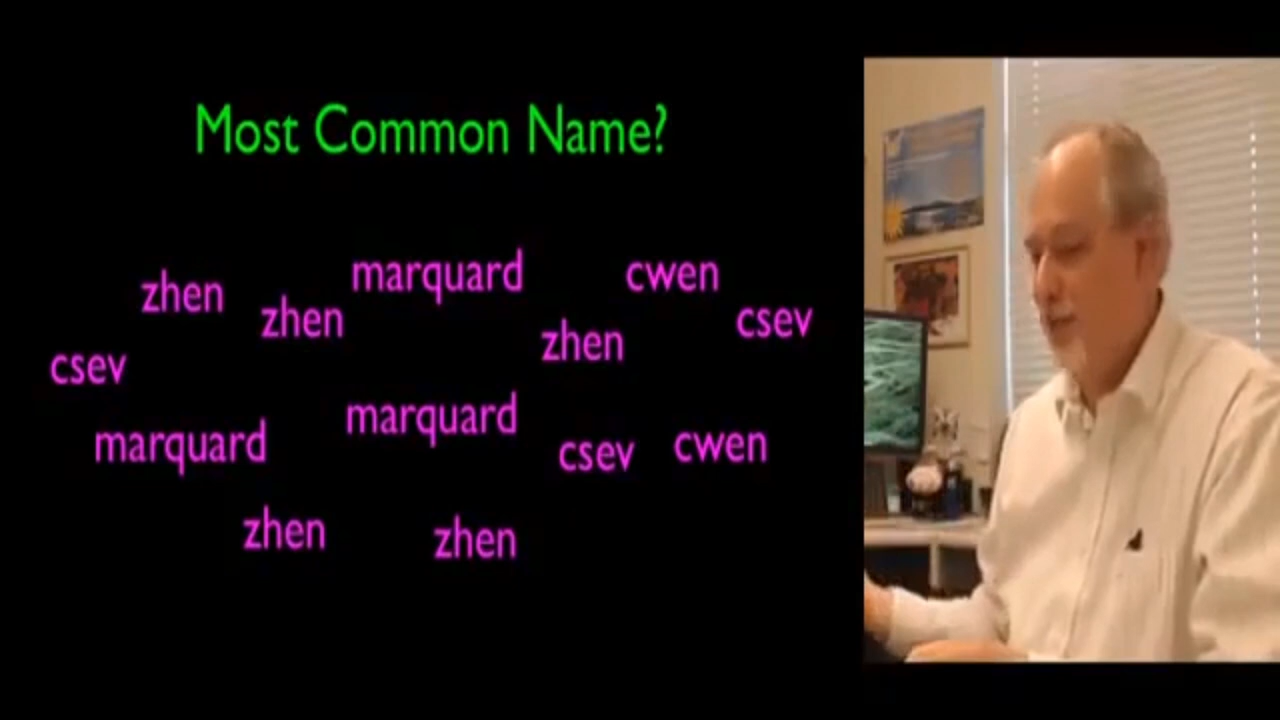 Most Common Name?
marquard cwen
zhen zhen csev
zhen
csev
marquard
marquard csev cwen
zhen zhen